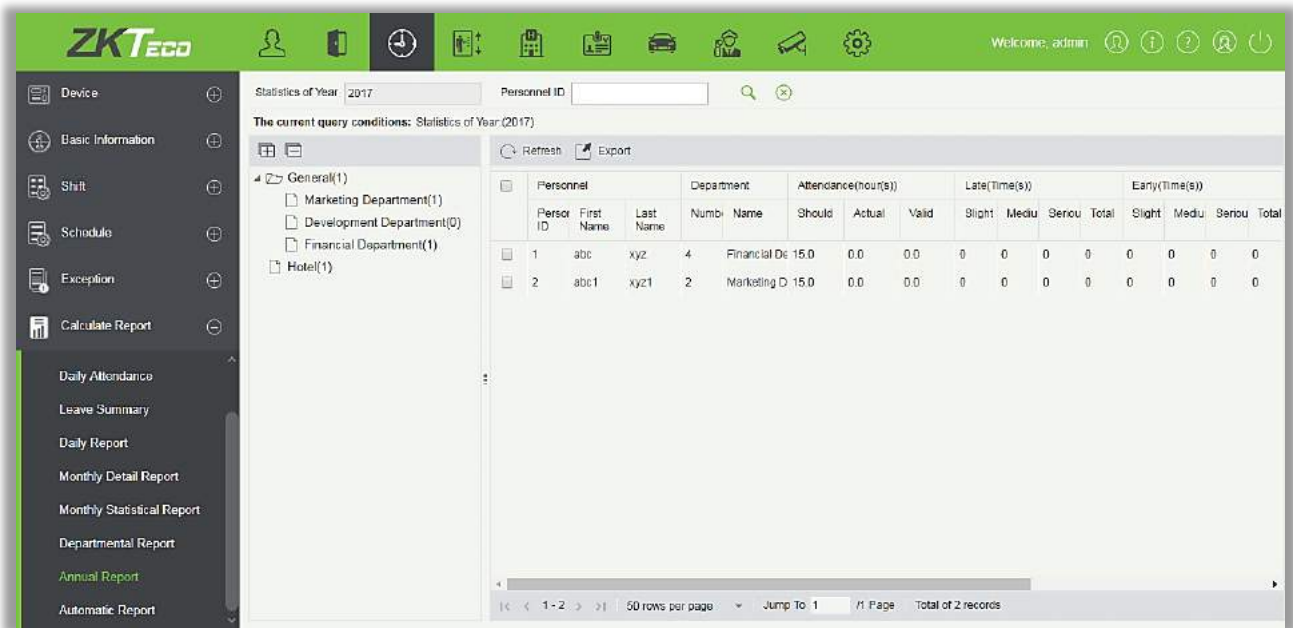 ZKTeco
Welcome, admin
Device
Basic Information
Shift
Schedule
Exception
Calculate Report
Daily Attendance
Leave Summary
Daily Report
Monthly Detail Report
Monthly Statistical Report
Departmental Report
Annual Report
Automatic Report
Statistics of Year 2017 Personnel ID
The current query conditions: Statistics of Year:(2017)
General(1)
Marketing Department(1)
Development Department(0)
Financial Department(1)
Hotel(1)
Refresh Export
Personnel Department Attendance(hour(s)) Late(Time(s)) Early(Time(s))
Persor ID First Name Last Name Numb Name Should Actual Valid Slight Mediu Seriou Total Slight Mediu Seriou Total
1 abc xyz 4 Financial De 15.0 0.0 0.0 0 0 0 0 0 0 0 0
2 abc1 xyz1 2 Marketing D 15.0 0.0 0.0 0 0 0 0 0 0 0 0
1 - 2 50 rows per page Jump To 1 /1 Page Total of 2 records